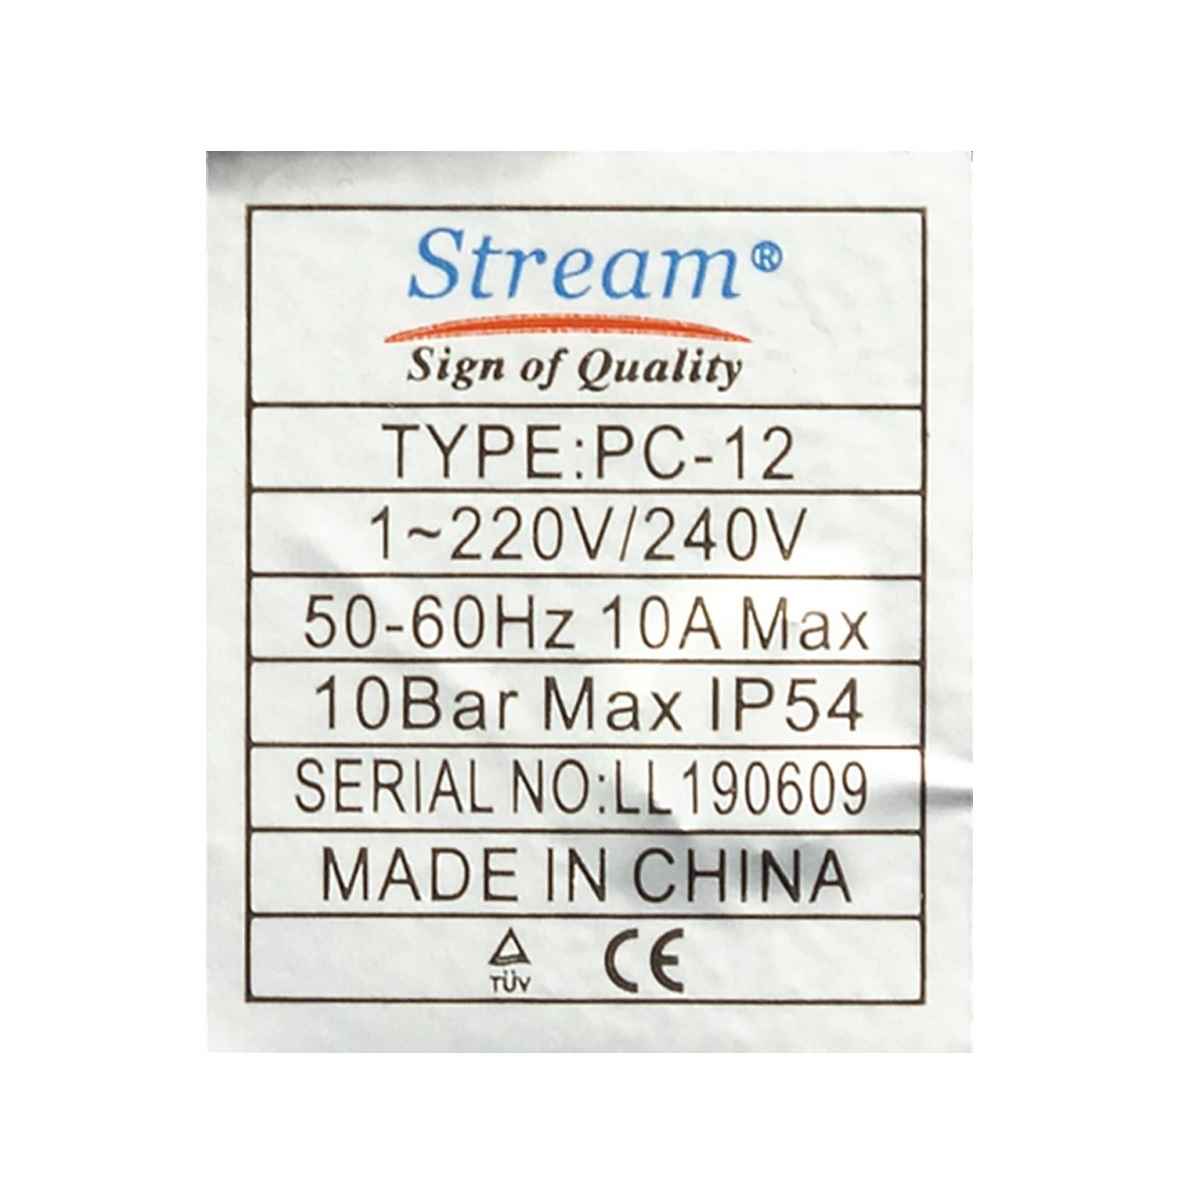 Stream®
Sign of Quality
TYPE:PC-12
1~220V/240V
50-60Hz 10A Max
10Bar Max IP54
SERIAL NO:LL190609
MADE IN CHINA
TÜV CE